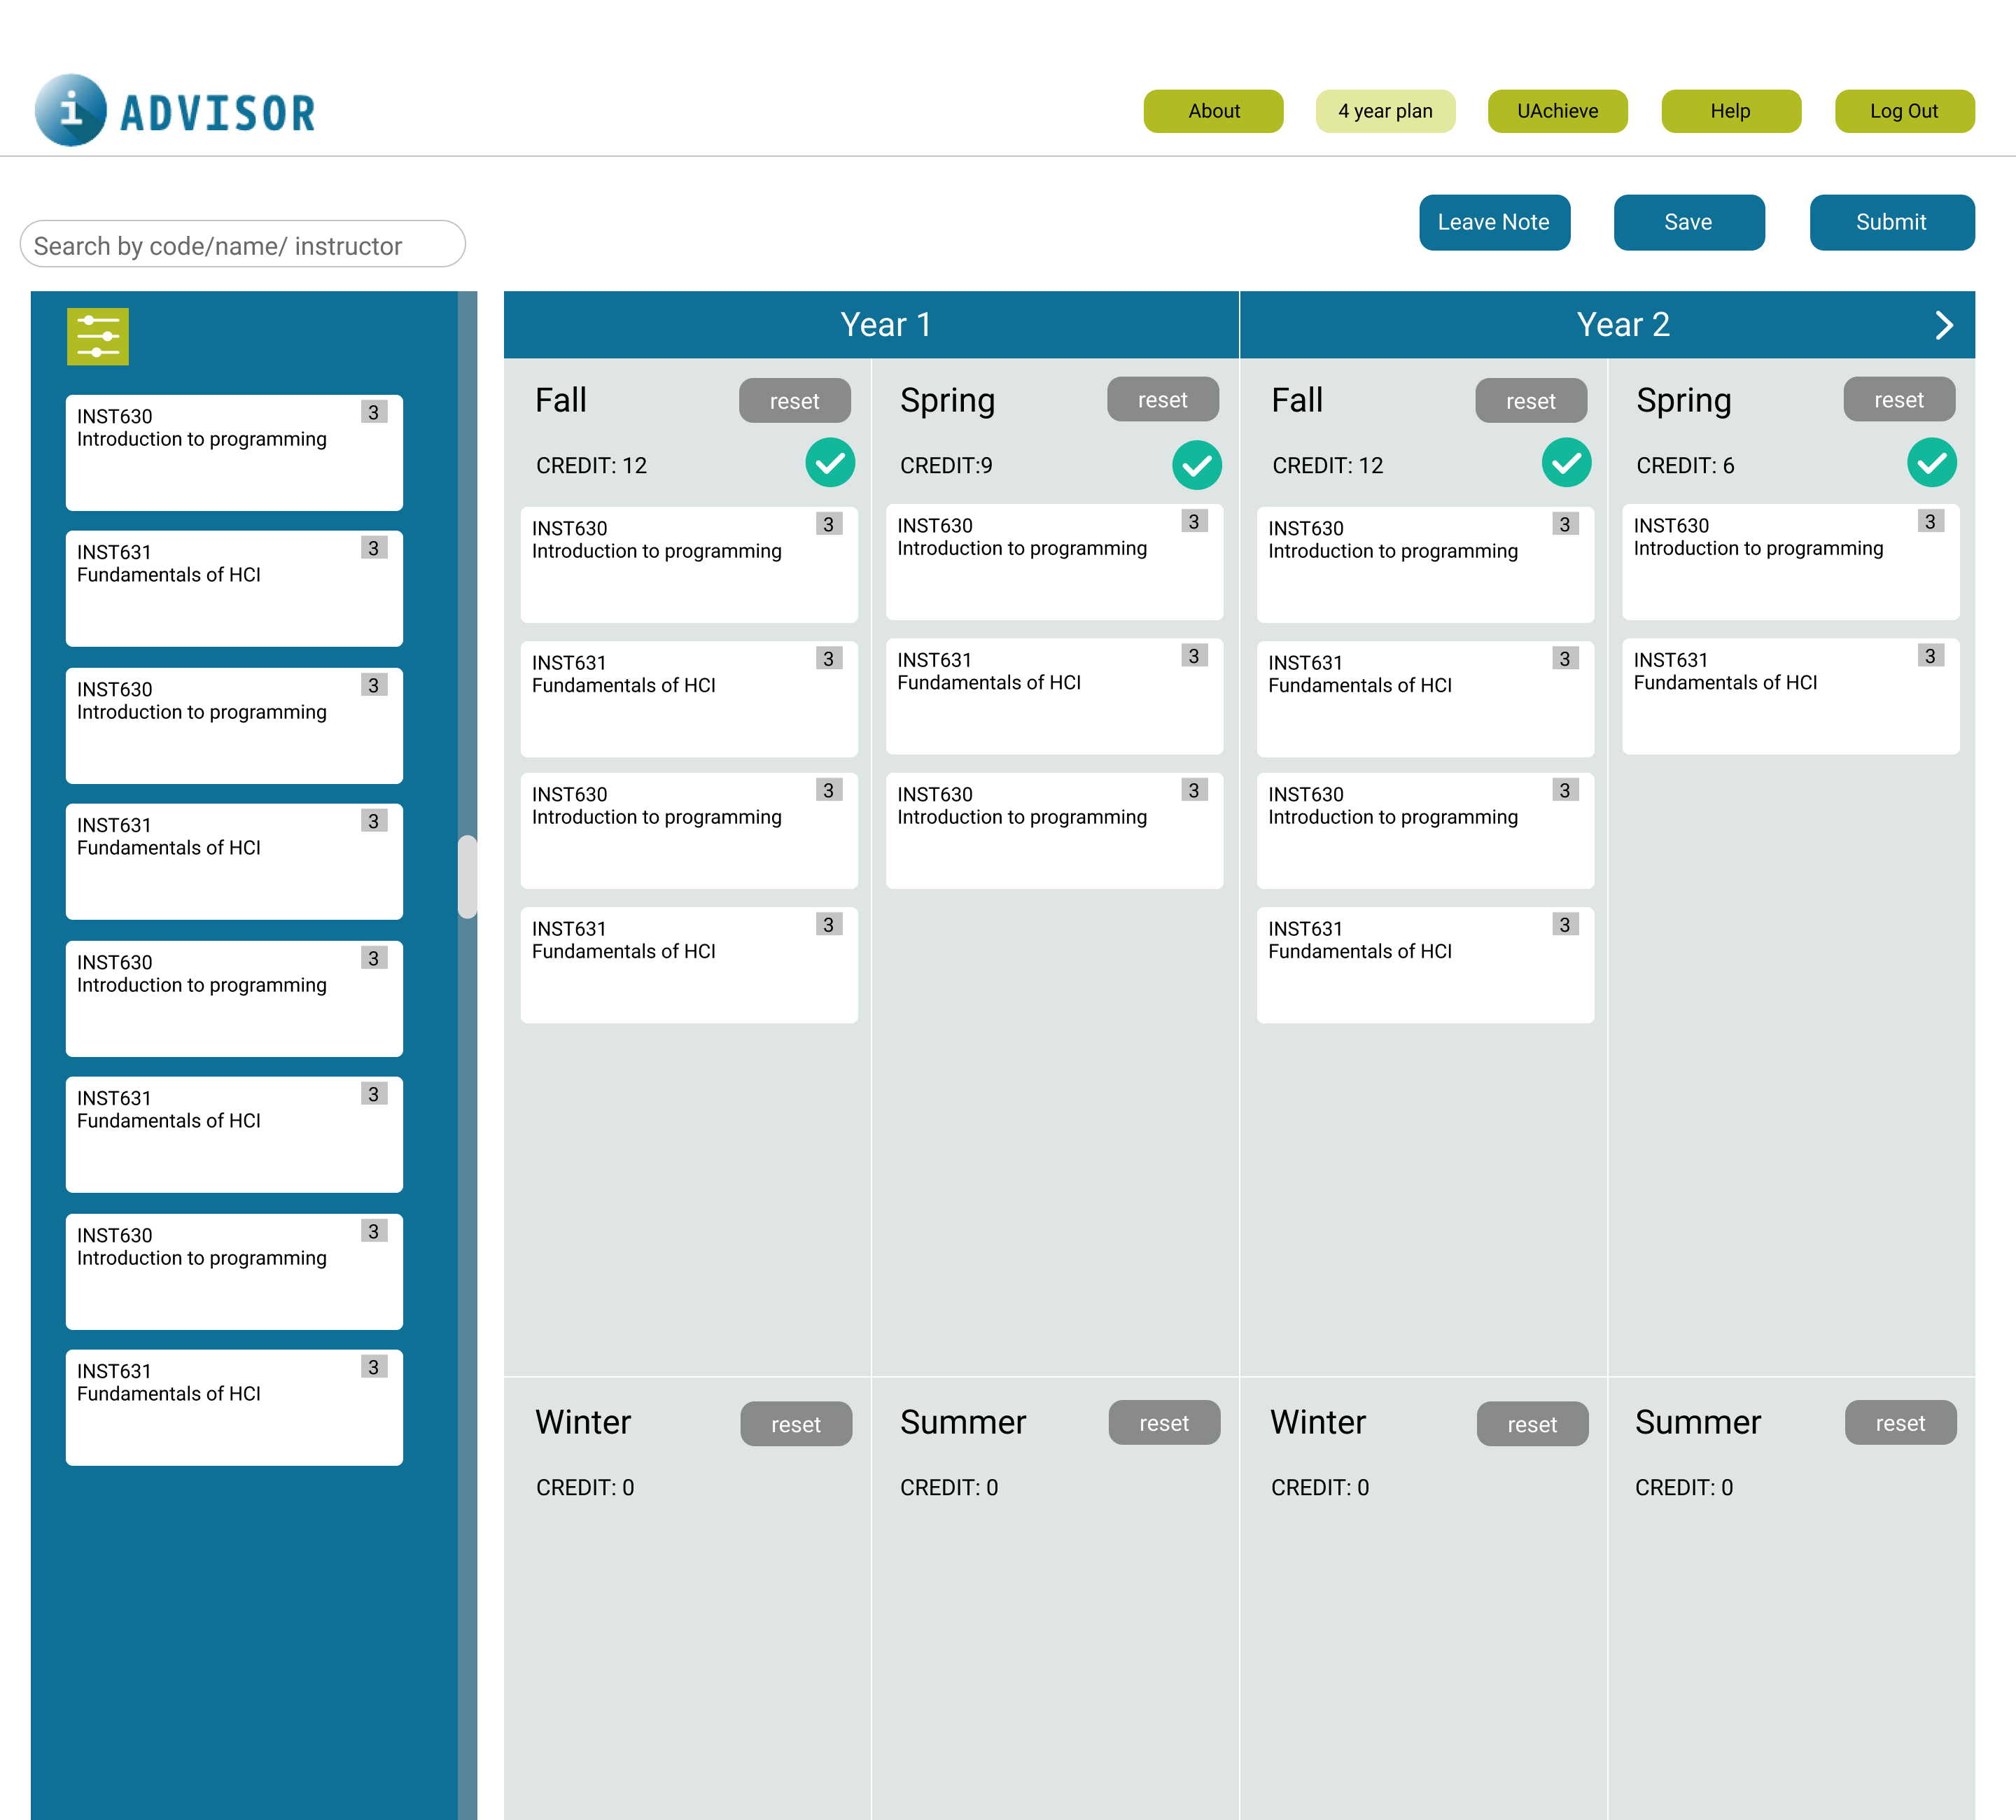 i ADVISOR
About
4 year plan
UAchieve
Help
Log Out
Leave Note
Save
Submit
Search by code/name/ instructor
INST630
3
Introduction to programming
INST631
3
Fundamentals of HCI
INST630
3
Introduction to programming
INST631
3
Fundamentals of HCI
INST630
3
Introduction to programming
INST631
3
Fundamentals of HCI
INST630
3
Introduction to programming
INST631
3
Fundamentals of HCI
Year 1
Year 2
Fall
reset
CREDIT: 12
INST630
3
Introduction to programming
INST631
3
Fundamentals of HCI
INST630
3
Introduction to programming
INST631
3
Fundamentals of HCI
Spring
reset
CREDIT:9
INST630
3
Introduction to programming
INST631
3
Fundamentals of HCI
INST630
3
Introduction to programming
Fall
reset
CREDIT: 12
INST630
3
Introduction to programming
INST631
3
Fundamentals of HCI
INST630
3
Introduction to programming
INST631
3
Fundamentals of HCI
Spring
reset
CREDIT: 6
INST630
3
Introduction to programming
INST631
3
Fundamentals of HCI
Winter
reset
CREDIT: 0
Summer
reset
CREDIT: 0
Winter
reset
CREDIT: 0
Summer
reset
CREDIT: 0